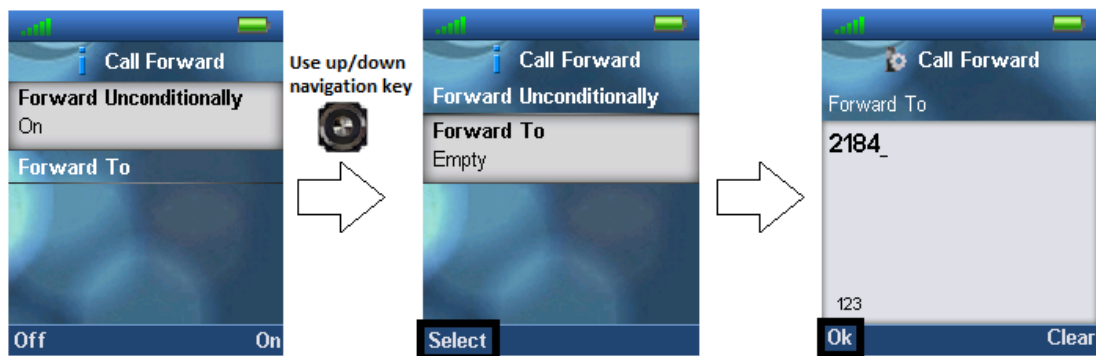 Call Forward
Forward Unconditionally
On
Forward To
Off On
Use up/down
navigation key
Call Forward
Forward Unconditionally
Forward To
Empty
Select
Call Forward
Forward To
2184_
123
Ok Clear